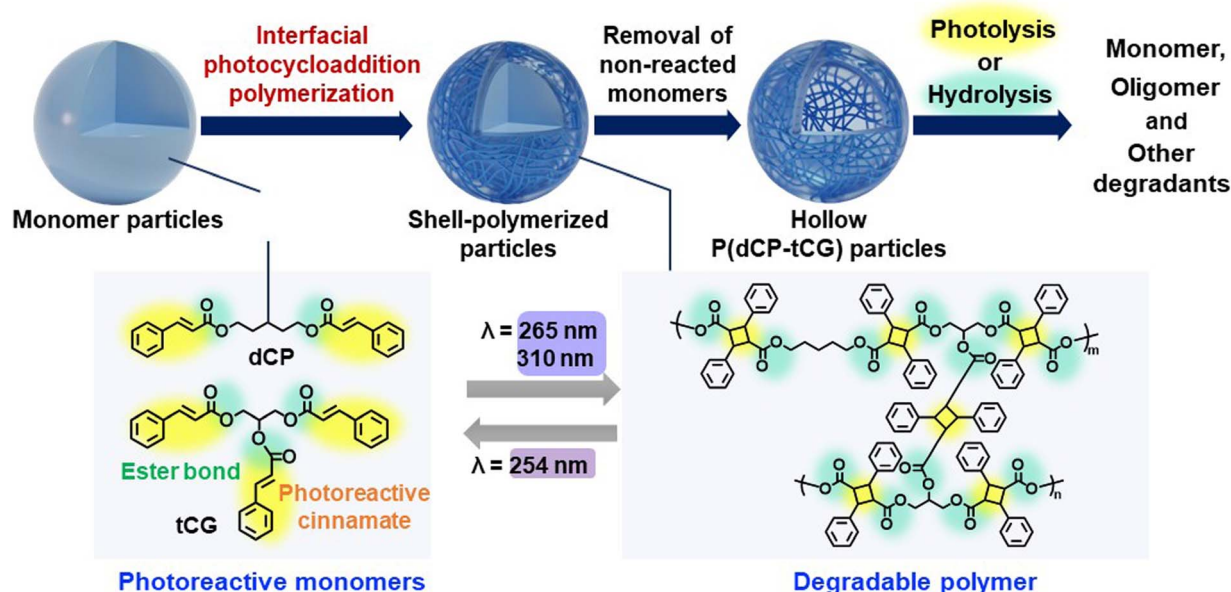 Interfacial
photocycloaddition
polymerization
Removal of
non-reacted
monomers
Photolysis
or
Hydrolysis
Monomer,
Oligomer
and
Other
degradants
Monomer particles
Shell-polymerized
particles
Hollow
P(dCP-tCG) particles
O
O
O
O
dCP
O
O
O
O
O
O
Ester bond
Photoreactive
cinnamate
tCG
λ = 265 nm
310 nm
λ = 254 nm
O
O
O
O
O
O
O
O
O
O
O
O
m
O
O
O
O
O
O
O
O
O
O
n
Photoreactive monomers
Degradable polymer